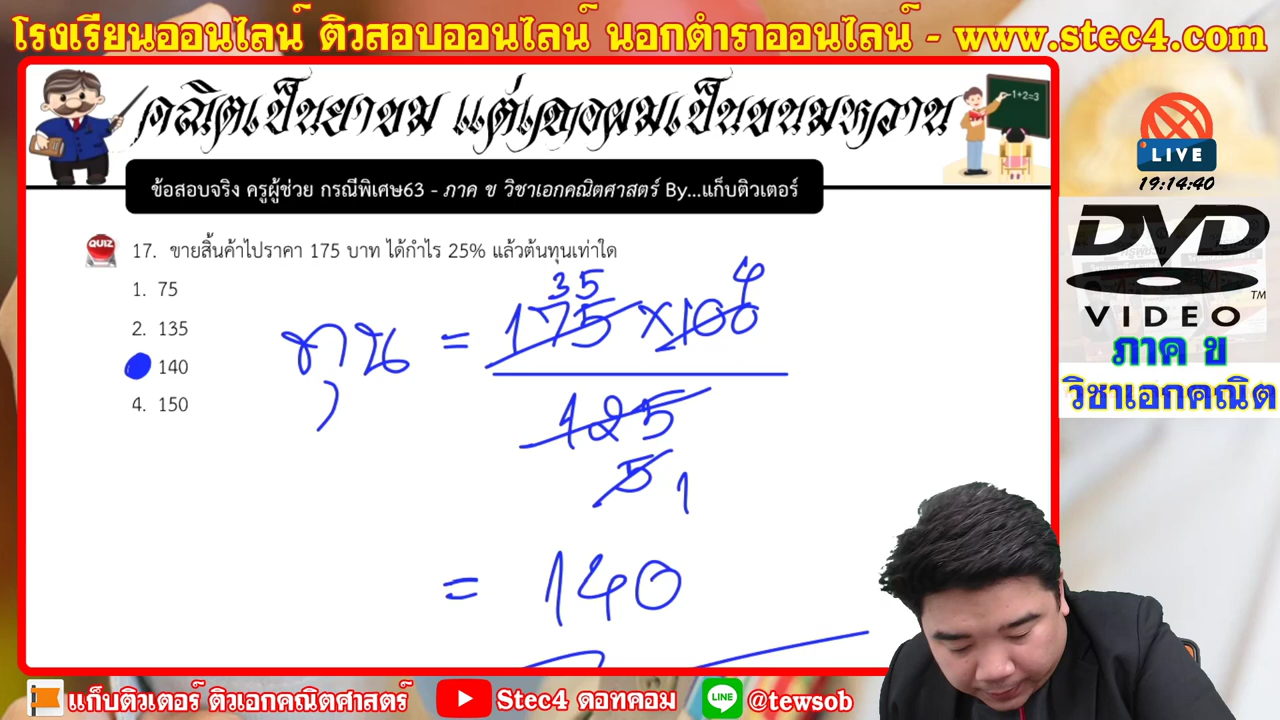 โรงเรียนออนไลน์ ติวสอบออนไลน์ นอกตำราออนไลน์ - www.stec4.com
คณิตเป็นยาขม แต่เจอผมเป็นขนมหวาน
1+2=3
LIVE
19:14:40
ข้อสอบจริง ครูผู้ช่วย กรณีพิเศษ63 - ภาค ข วิชาเอกคณิตศาสตร์ By...แก็บติวเตอร์
DVD
TM
VIDEO
ภาค ข
วิชาเอกคณิต
QUIZ
17. ขายสิ้นค้าไปราคา 175 บาท ได้กำไร 25% แล้วต้นทุนเท่าใด
1. 75
2. 135
140
4. 150
35 4
ทุน = 175 ×100
125
5 1
= 140
แก็บติวเตอร์ ติวเอกคณิตศาสตร์ Stec4 ดอทคอม LINE @tewsob